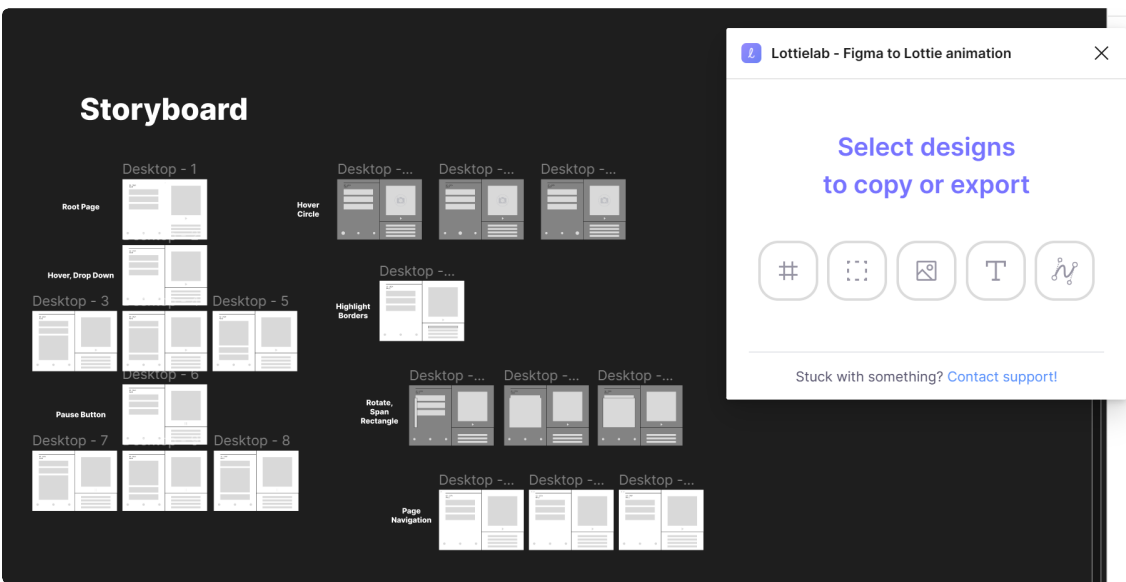 Lottielab - Figma to Lottie animation
Storyboard
Select designs
to copy or export
Desktop - 1
Desktop -...
Desktop -...
Desktop -...
Root Page
Hover
Circle
Hover, Drop Down
Desktop -...
Desktop - 3
Desktop - 5
Highlight
Borders
Stuck with something? Contact support!
Desktop - 6
Desktop -...
Desktop -...
Desktop -...
Rotate,
Span
Rectangle
Pause Button
Desktop - 7
Desktop - 8
Desktop -...
Desktop -...
Desktop -...
Page
Navigation